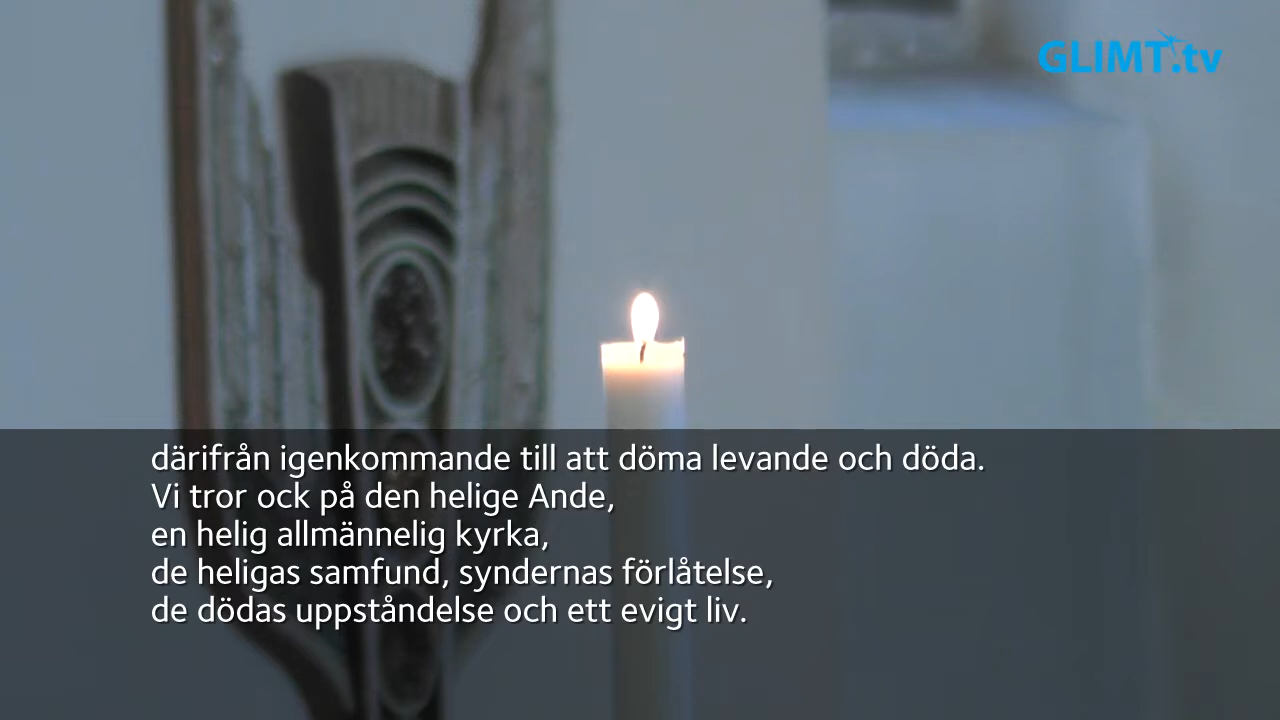 GLIMT.tv
därifrån igenkommande till att döma levande och döda.
Vi tror ock på den helige Ande,
en helig allmännelig kyrka,
de heligas samfund, syndernas förlåtelse,
de dödas uppståndelse och ett evigt liv.